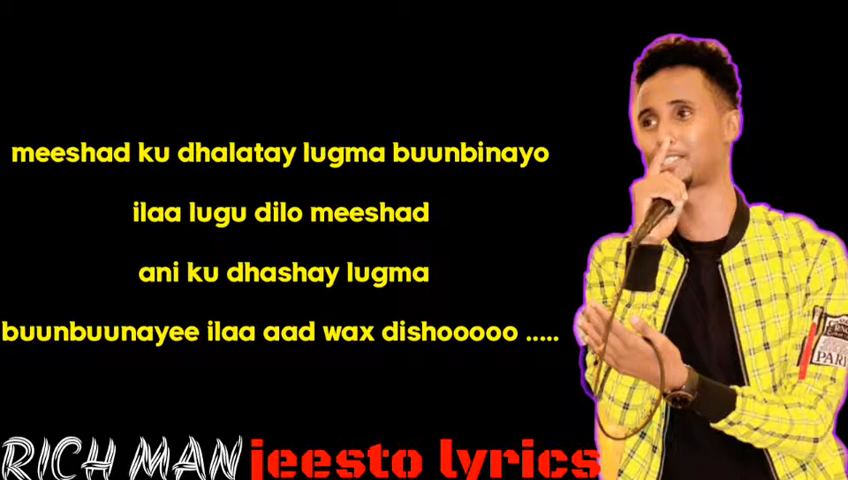 meeshad ku dhalatay lugma buunbinayo
ilaa lugu dilo meeshad
ani ku dhashay lugma
buunbuunayee ilaa aad wax dishooooo .....
RICH MAN jeesto lyrics